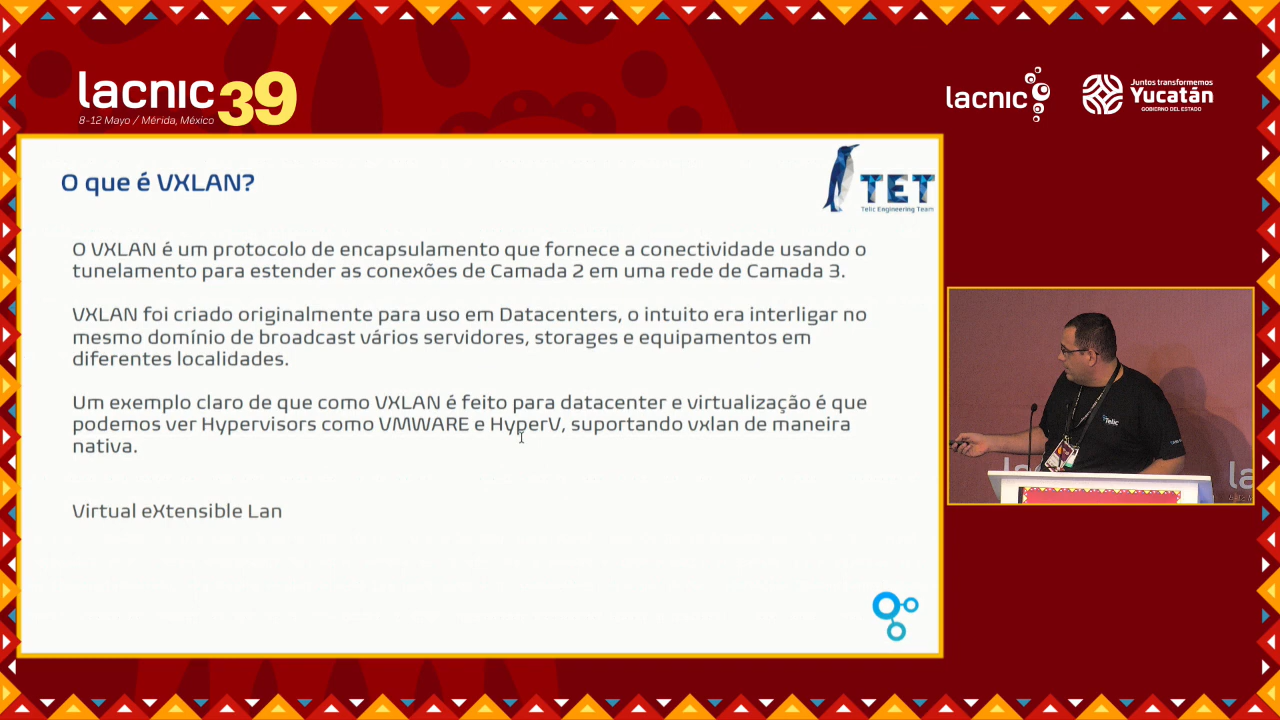 lacnic 39
8-12 Mayo / Mérida, México
lacnic
Juntos transformemos
Yucatán
GOBIERNO DEL ESTADO
O que é VXLAN?
TET
Telic Engineering Team
O VXLAN é um protocolo de encapsulamento que fornece a conectividade usando o
tunelamento para estender as conexões de Camada 2 em uma rede de Camada 3.
VXLAN foi criado originalmente para uso em Datacenters, o intuito era interligar no
mesmo domínio de broadcast vários servidores, storages e equipamentos em
diferentes localidades.
Um exemplo claro de que como VXLAN é feito para datacenter e virtualização é que
podemos ver Hypervisors como VMWARE e HyperV, suportando vxlan de maneira
nativa.
Virtual eXtensible Lan
Telic